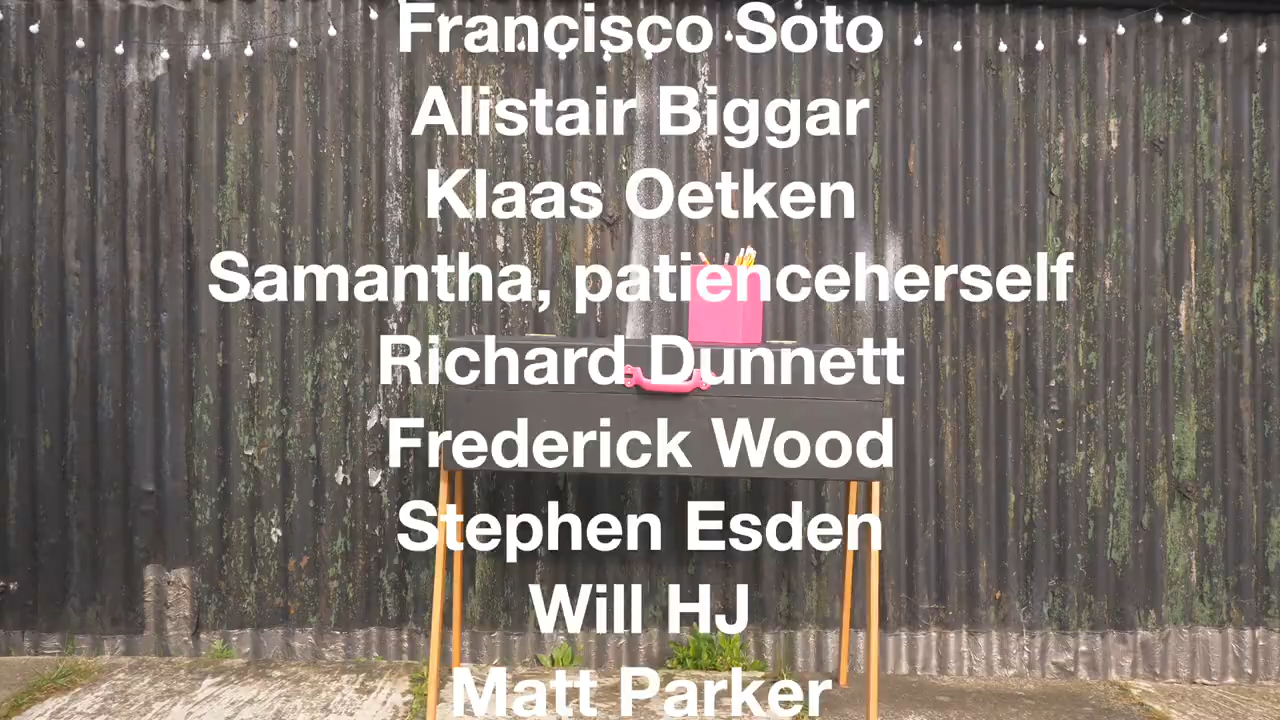 Francisco Soto
Alistair Biggar
Klaas Oetken
Samantha, patienceherself
Richard Dunnett
Frederick Wood
Stephen Esden
Will HJ
Matt Parker